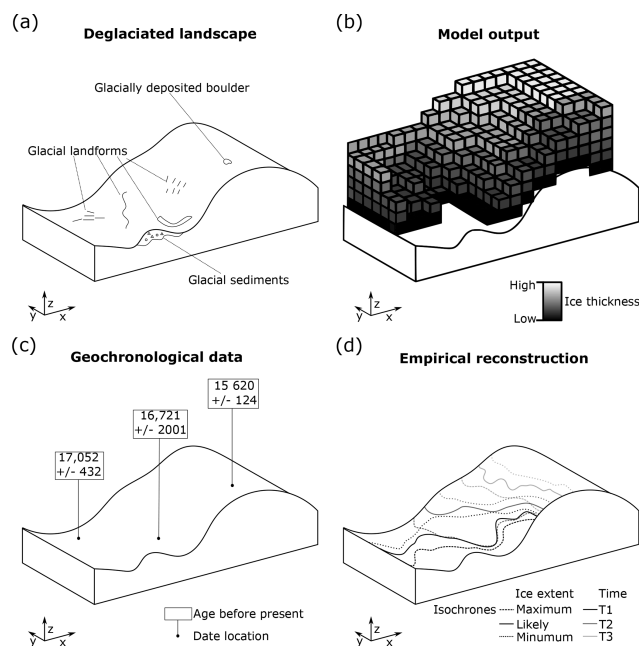 (a)
Deglaciated landscape
Glacially deposited boulder
Glacial landforms
Glacial sediments
z
y
x
(b)
Model output
High
Ice thickness
Low
z
y
x
(c)
Geochronological data
15 620
+/- 124
16,721
+/- 2001
17,052
+/- 432
Age before present
Date location
z
y
x
(d)
Empirical reconstruction
Ice extent
Time
Isochrones
Maximum
T1
Likely
T2
Minumum
T3
z
y
x